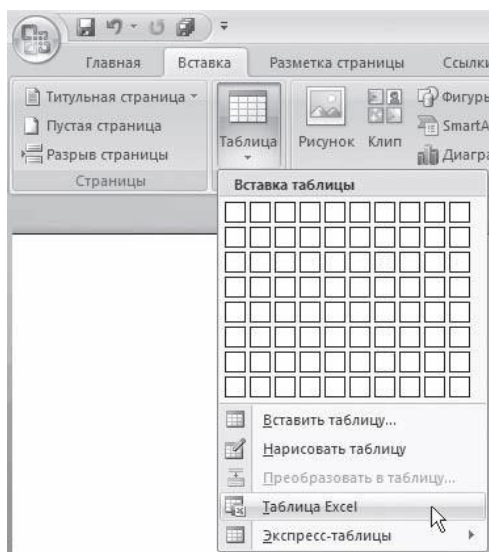 Главная Вставка Разметка страницы Ссылки
Титульная страница
Пустая страница
Разрыв страницы
Страницы
Таблица
Рисунок Клип
Фигуры
SmartA
Диагра
Вставка таблицы
Вставить таблицу...
Нарисовать таблицу
Преобразовать в таблицу...
Таблица Excel
Экспресс-таблицы